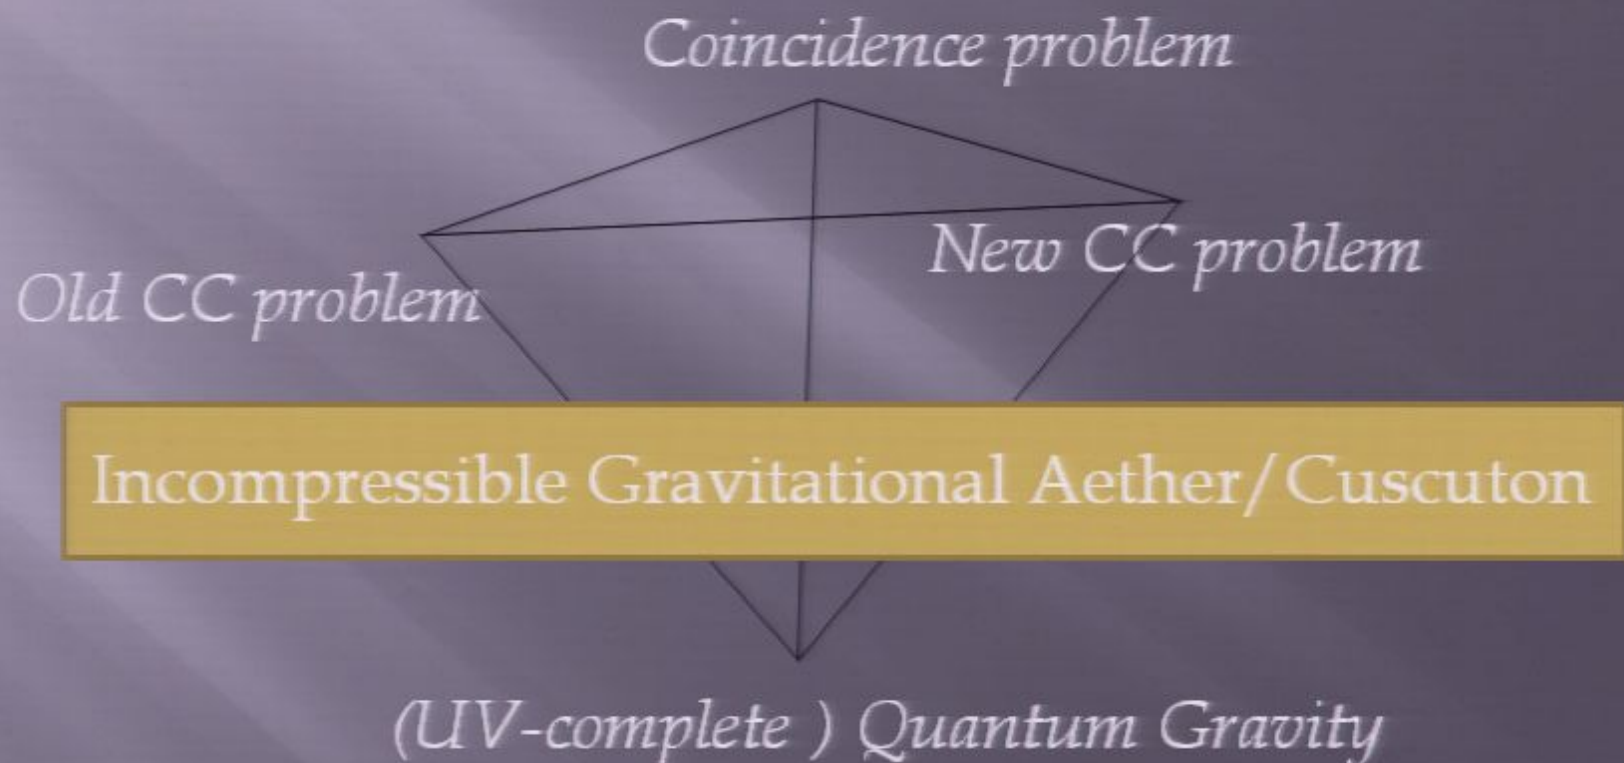 Coincidence problem
New CC problem
Old CC problem
Incompressible Gravitational Aether/Cuscuton
(UV-complete ) Quantum Gravity